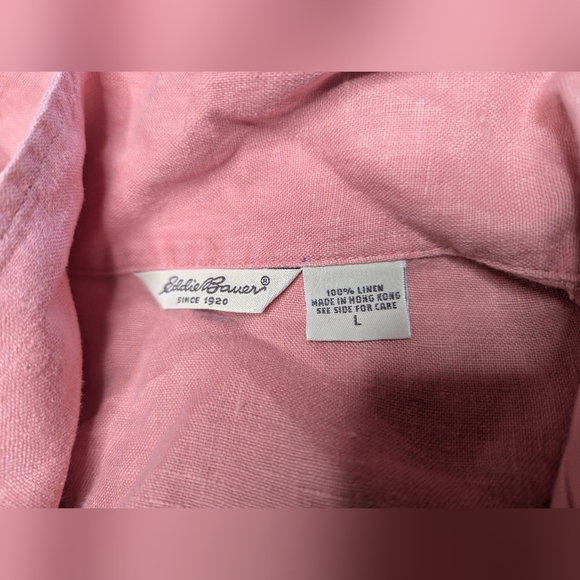 Eddie Bauer®
SINCE 1920
100% LINEN
MADE IN HONG KONG
SEE SIDE FOR CARE
L